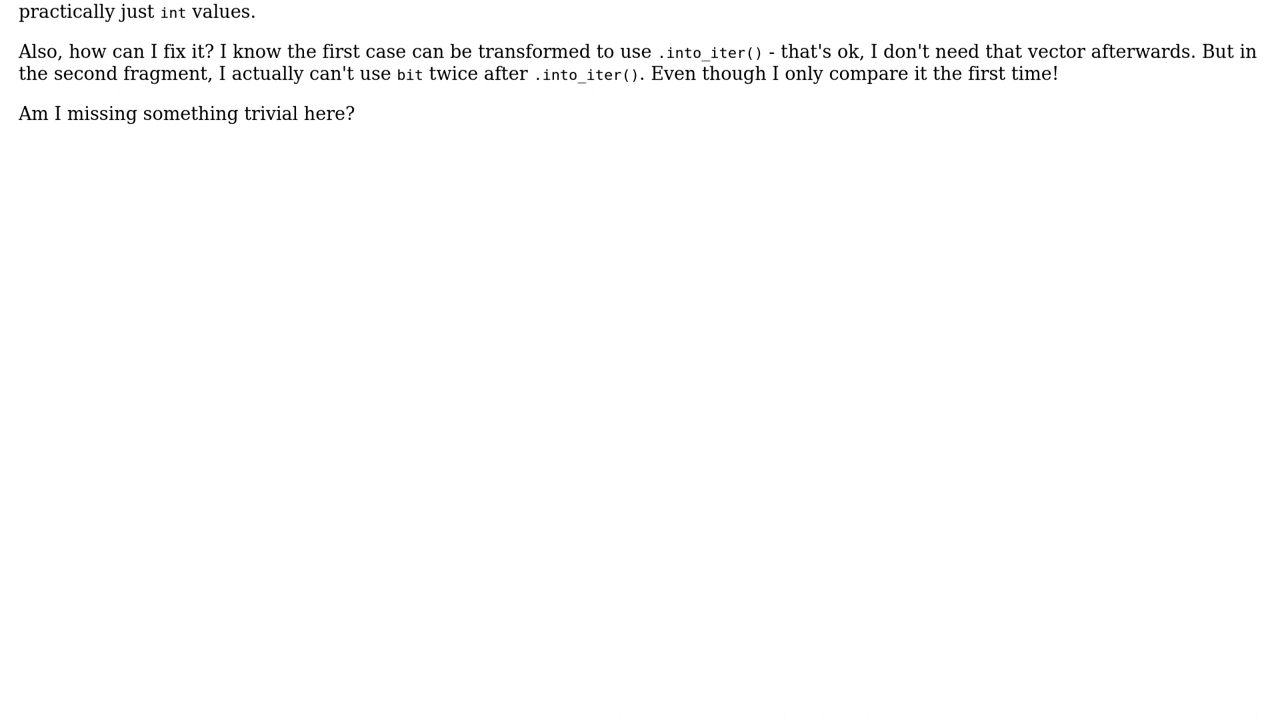 practically just int values.
Also, how can I fix it? I know the first case can be transformed to use .into_iter() - that's ok, I don't need that vector afterwards. But in
the second fragment, I actually can't use bit twice after .into_iter(). Even though I only compare it the first time!
Am I missing something trivial here?